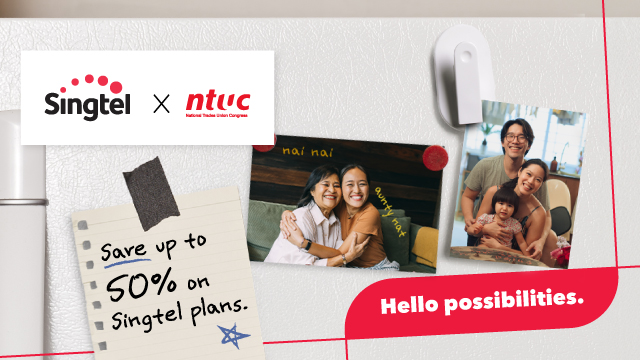 Singtel x ntuc
National Trades Union Congress
nai nai
aunty nat
Save up to
50% on
Singtel plans.
Hello possibilities.